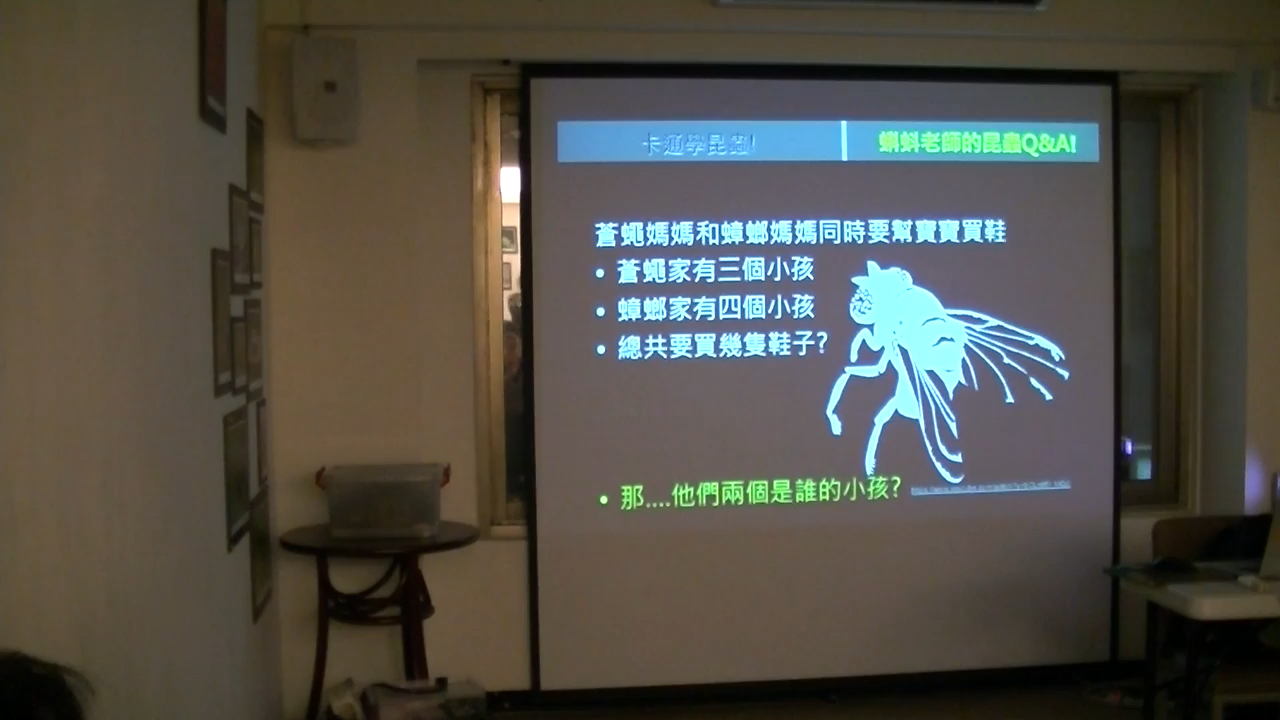 卡通學昆蟲!
蝌蚪老師的昆蟲Q&A!
蒼蠅媽媽和蟑螂媽媽同時要幫寶寶買鞋
• 蒼蠅家有三個小孩
• 蟑螂家有四個小孩
• 總共要買幾隻鞋子?
• 那....他們兩個是誰的小孩?